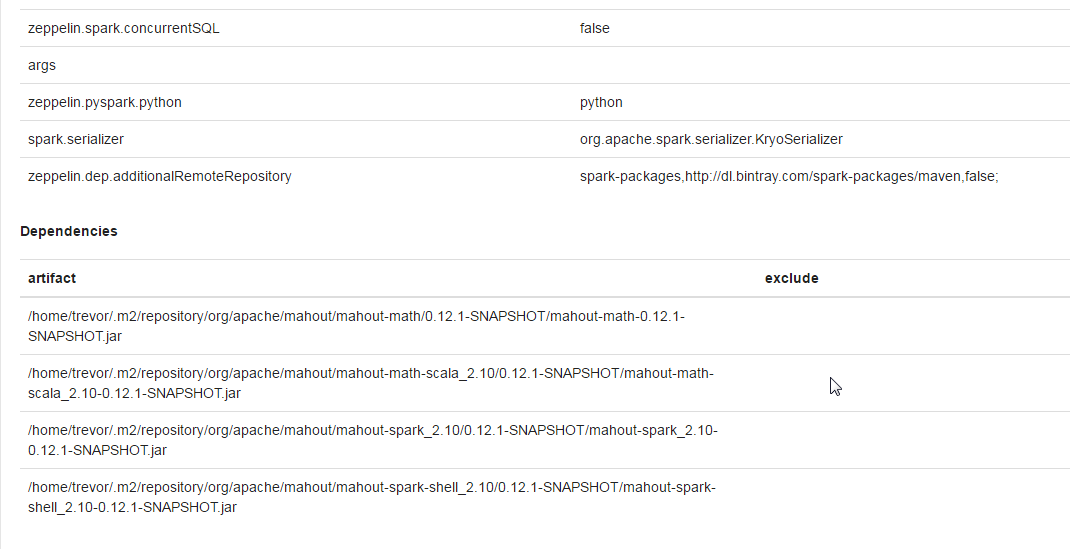 zeppelin.spark.concurrentSQL false
args
zeppelin.pyspark.python python
spark.serializer org.apache.spark.serializer.KryoSerializer
zeppelin.dep.additionalRemoteRepository spark-packages,http://dl.bintray.com/spark-packages/maven,false;
Dependencies
artifact exclude
/home/trevor/.m2/repository/org/apache/mahout/mahout-math/0.12.1-SNAPSHOT/mahout-math-0.12.1-
SNAPSHOT.jar
/home/trevor/.m2/repository/org/apache/mahout/mahout-math-scala_2.10/0.12.1-SNAPSHOT/mahout-math-
scala_2.10-0.12.1-SNAPSHOT.jar
/home/trevor/.m2/repository/org/apache/mahout/mahout-spark_2.10/0.12.1-SNAPSHOT/mahout-spark_2.10-
0.12.1-SNAPSHOT.jar
/home/trevor/.m2/repository/org/apache/mahout/mahout-spark-shell_2.10/0.12.1-SNAPSHOT/mahout-spark-
shell_2.10-0.12.1-SNAPSHOT.jar